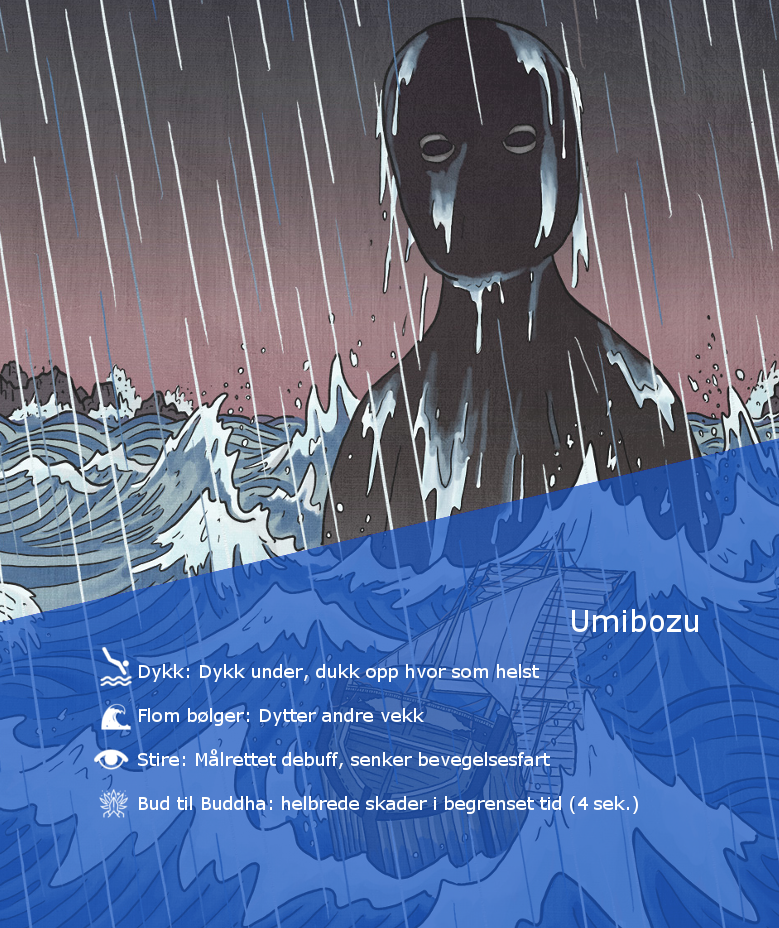 Umibozu
Dykk: Dykk under, dukk opp hvor som helst
Flom bølger: Dytter andre vekk
Stire: Målrettet debuff, senker bevegelsesfart
Bud til Buddha: helbrede skader i begrenset tid (4 sek.)